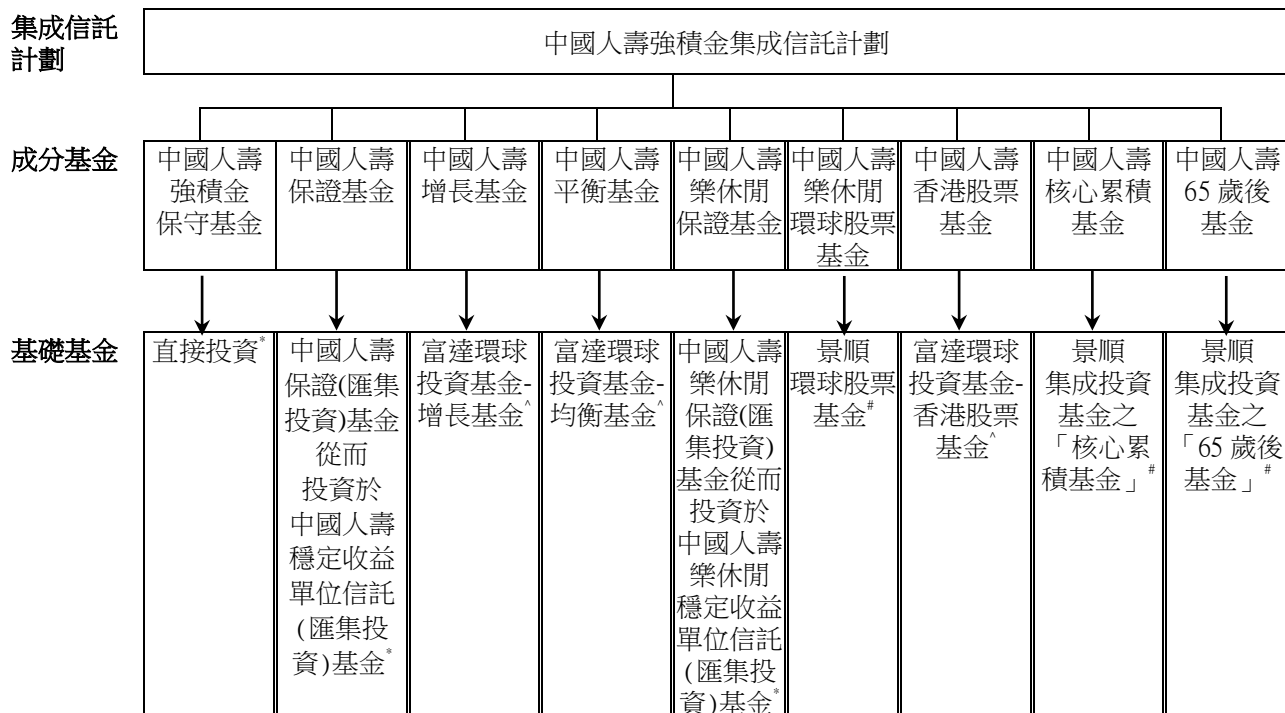 集成信託
計劃
中國人壽強積金集成信託計劃
成分基金
中國人壽
強積金
保守基金
中國人壽
保證基金
中國人壽
增長基金
中國人壽
平衡基金
中國人壽
樂休閒
保證基金
中國人壽
樂休閒
環球股票
基金
中國人壽
香港股票
基金
中國人壽
核心累積
基金
中國人壽
65 歲後
基金
基礎基金
直接投資*
中國人壽
保證(匯集
投資)基金
從而
投資於
中國人壽
穩定收益
單位信託
(匯集投
資)基金*
富達環球
投資基金-
增長基金^
富達環球
投資基金-
均衡基金^
中國人壽
樂休閒
保證(匯
集投資)
基金從而
投資於
中國人壽
樂休閒
穩定收益
單位信託
(匯集投
資)基金*
景順
環球股票
基金#
富達環球
投資基金-
香港股票
基金^
景順
集成投資
基金之
「核心累
積基金」#
景順
集成投資
基金之
「65 歲後
基金」#